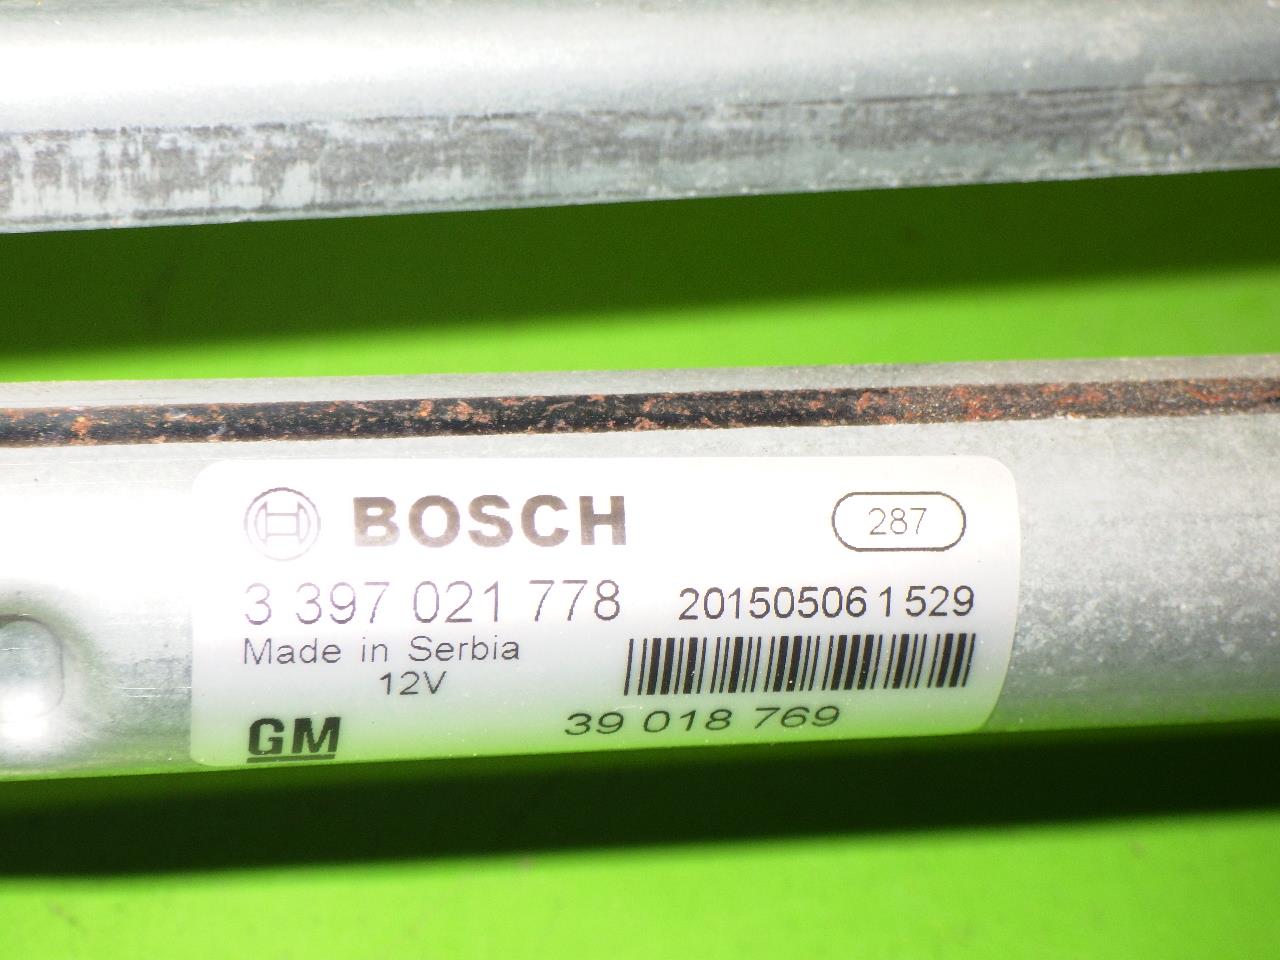 BOSCH 287
3 397 021 778 201505061529
Made in Serbia
12V
GM 39 018 769